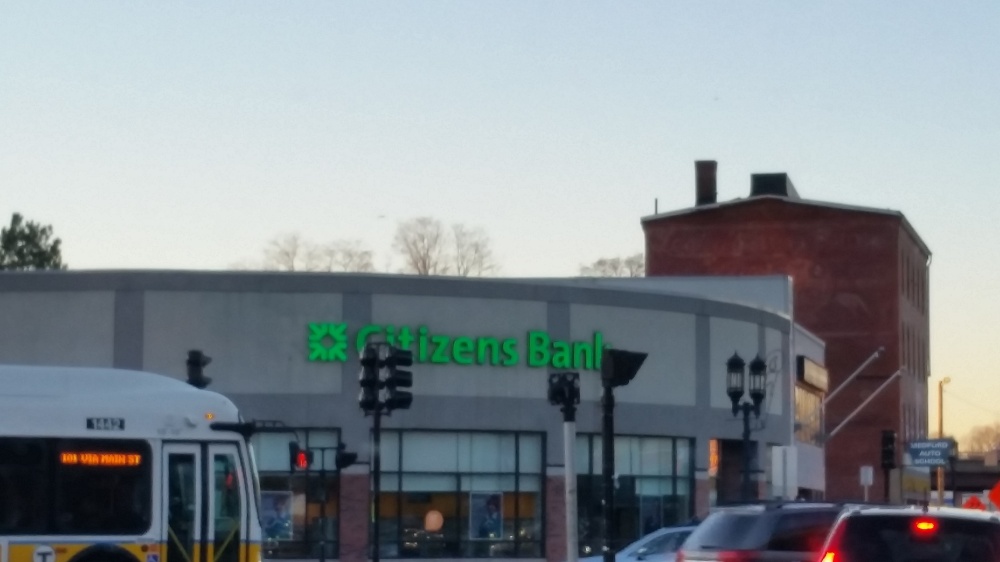 Citizens Bank
1442
101 VIA MAIN ST
T
MEDFORD
AUTO
SCHOOL